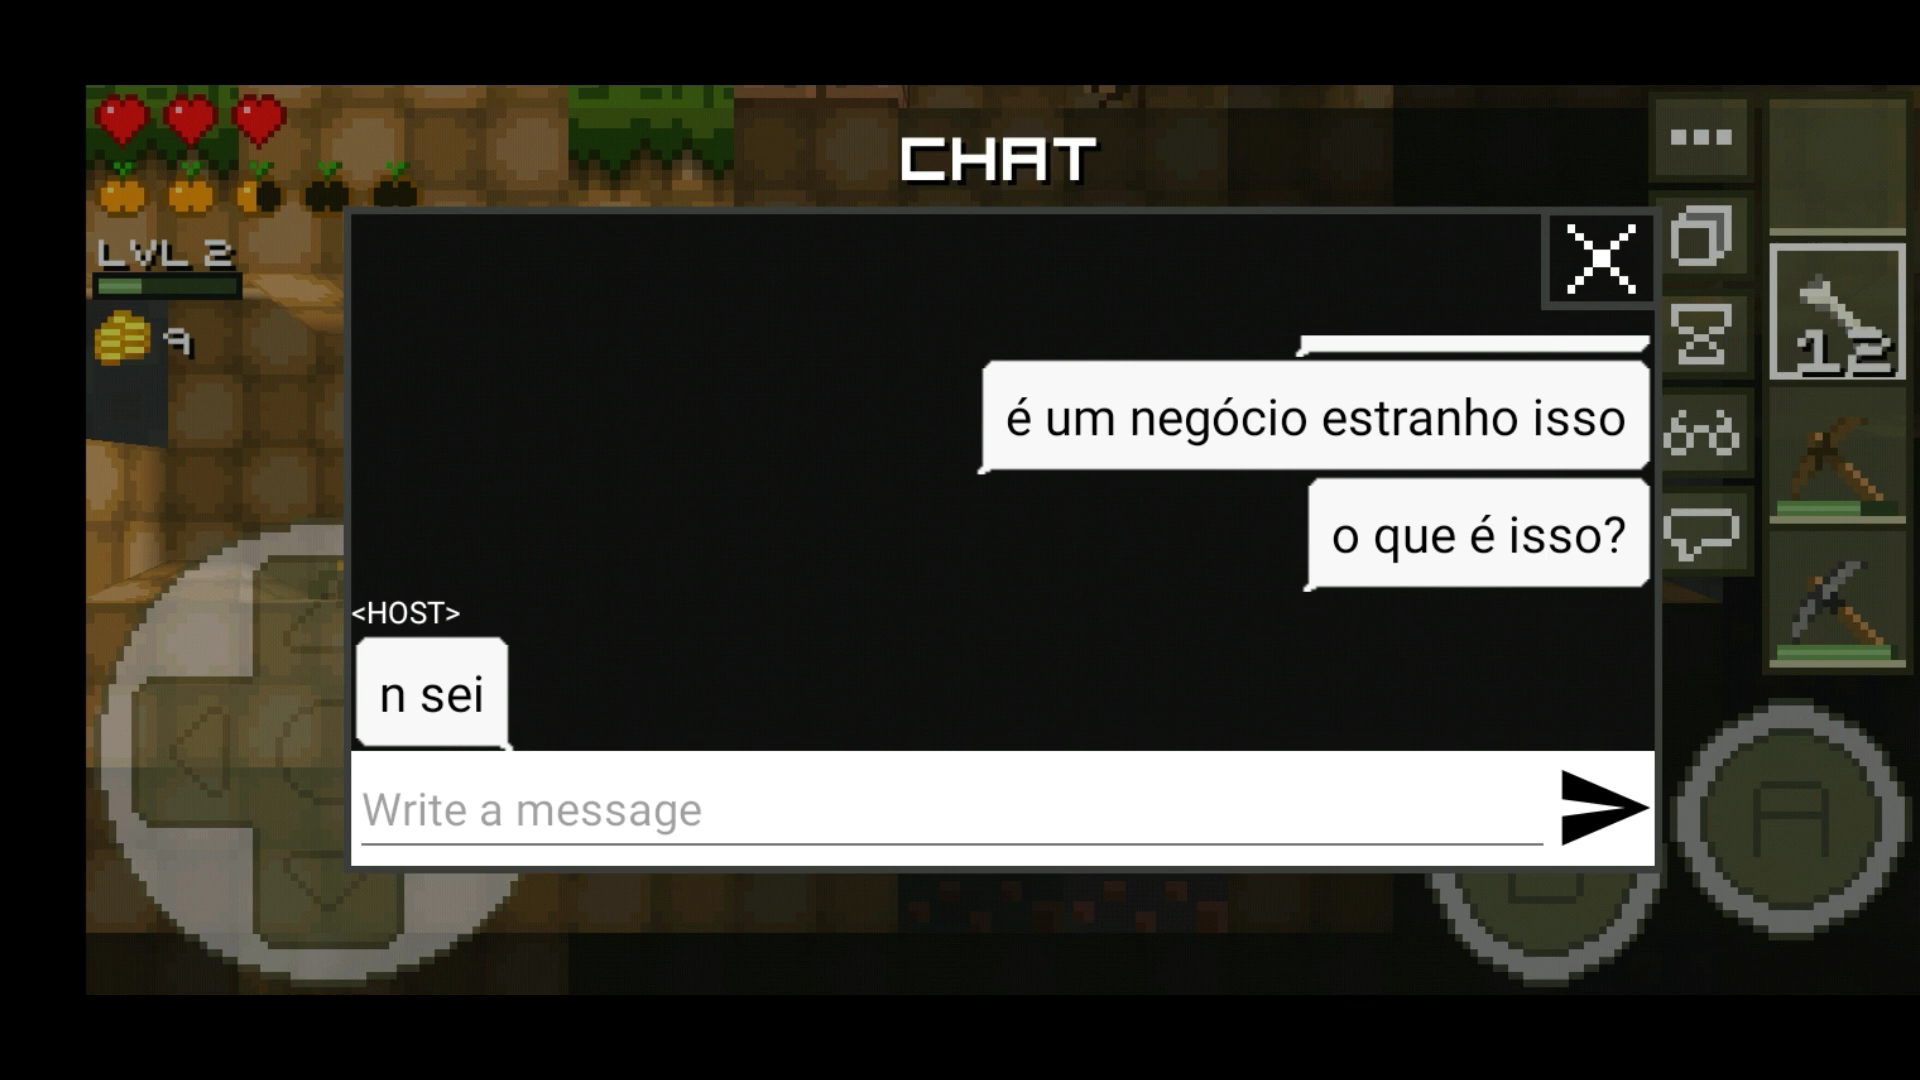 CHAT
LVL 2
9
12
é um negócio estranho isso
o que é isso?
<HOST>
n sei
Write a message
A